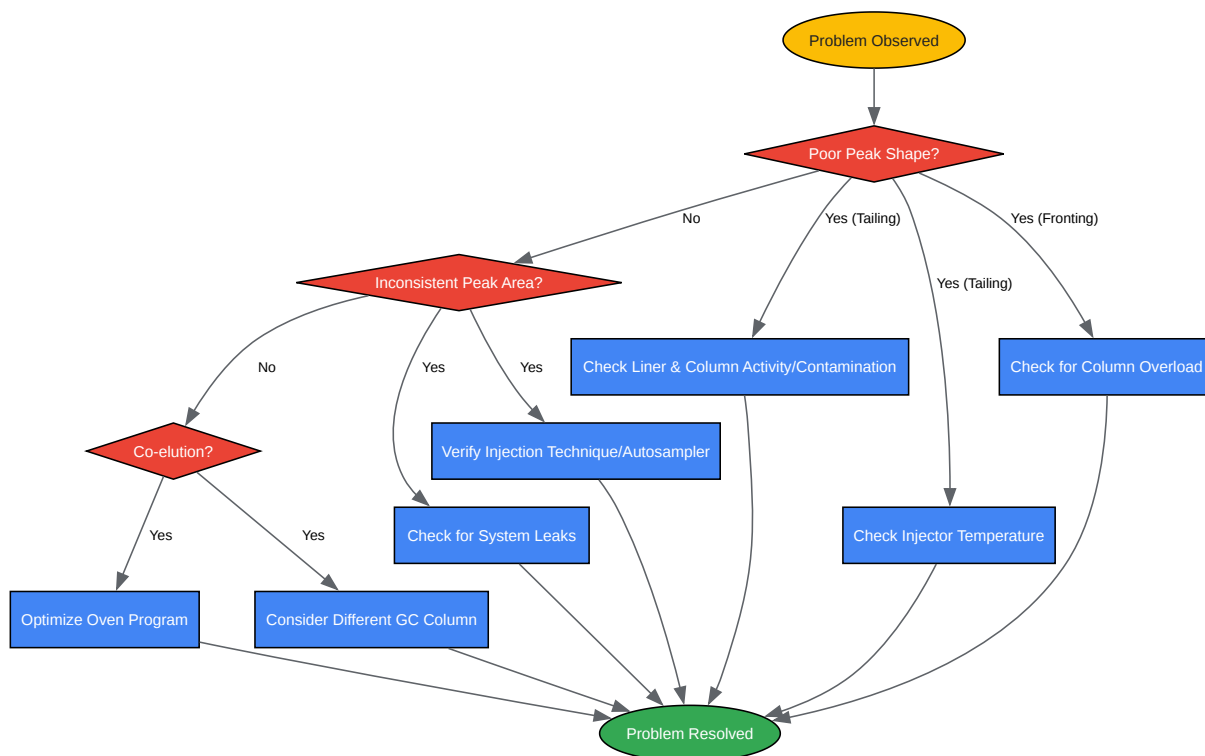 Problem Observed
Poor Peak Shape?
No
Yes (Tailing)
Yes (Fronting)
Inconsistent Peak Area?
Yes (Tailing)
No
Yes
Yes
Check Liner & Column Activity/Contamination
Check for Column Overload
Co-elution?
Verify Injection Technique/Autosampler
Yes
Yes
Check for System Leaks
Check Injector Temperature
Optimize Oven Program
Consider Different GC Column
Problem Resolved